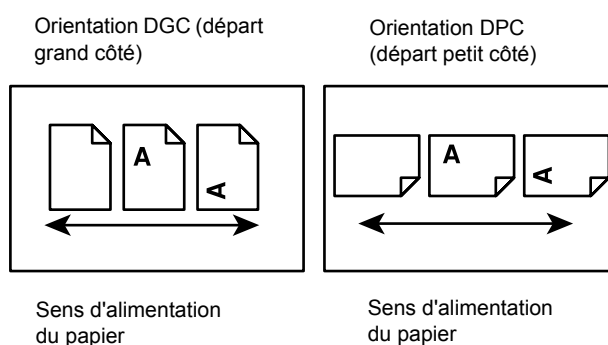 Orientation DGC (départ
grand côté)
A
A
Sens d'alimentation
du papier
Orientation DPC
(départ petit côté)
A
A
Sens d'alimentation
du papier